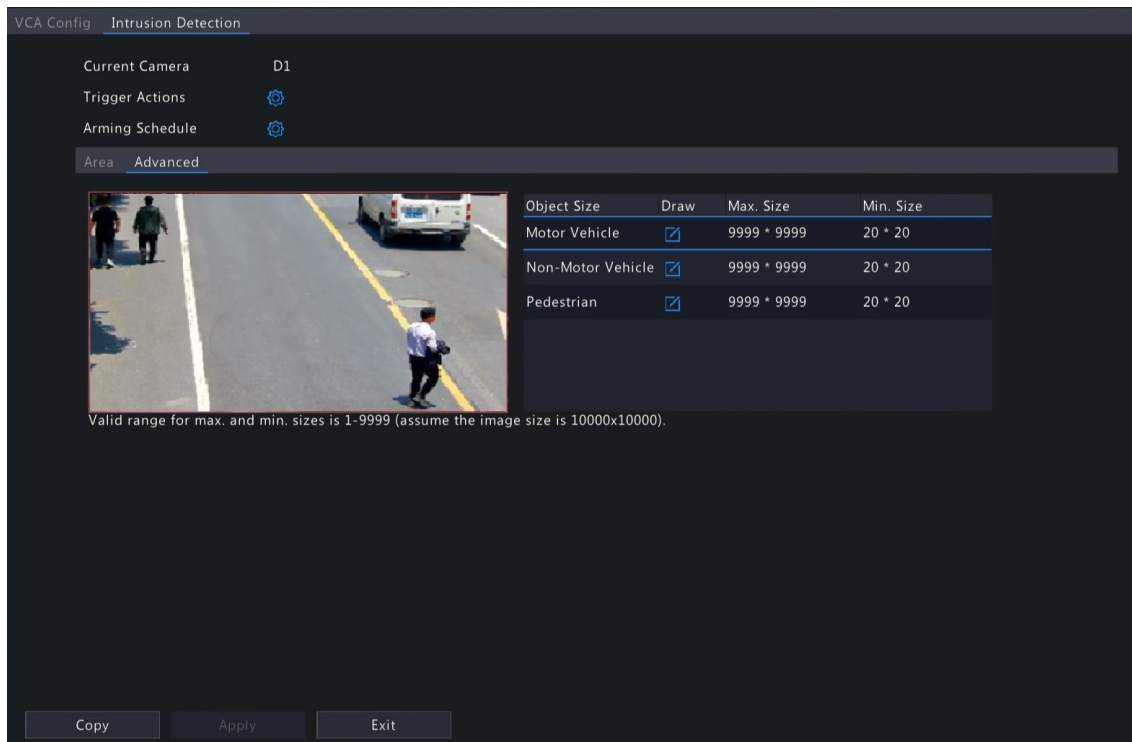 VCA Config Intrusion Detection
Current Camera D1
Trigger Actions
Arming Schedule
Area Advanced
Object Size Draw Max. Size Min. Size
Motor Vehicle 9999 * 9999 20 * 20
Non-Motor Vehicle 9999 * 9999 20 * 20
Pedestrian 9999 * 9999 20 * 20
Valid range for max. and min. sizes is 1-9999 (assume the image size is 10000x10000).
Copy Apply Exit